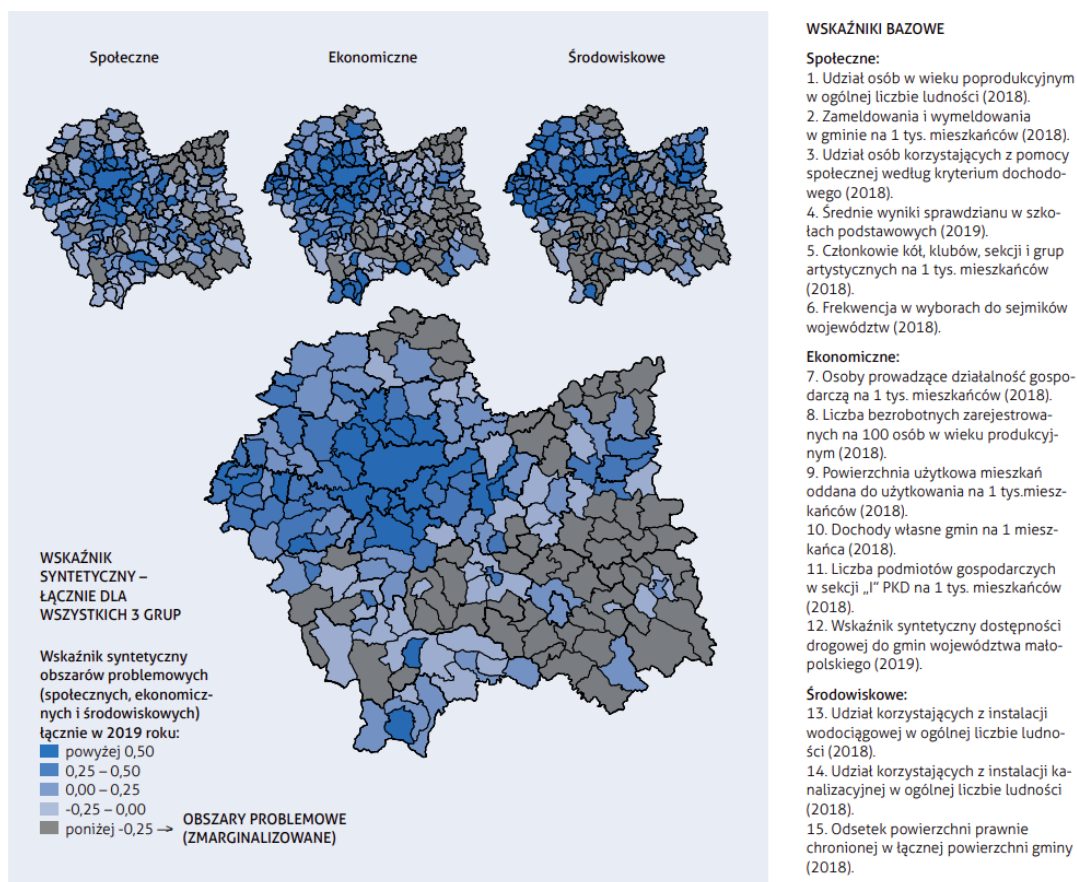 Społeczne
Ekonomiczne
Środowiskowe
WSKAŹNIK
SYNTETYCZNY –
ŁĄCZNIE DLA
WSZYSTKICH 3 GRUP
Wskaźnik syntetyczny
obszarów problemowych
(społecznych, ekonomicz-
nych i środowiskowych)
łącznie w 2019 roku:
powyżej 0,50
0,25 – 0,50
0,00 – 0,25
-0,25 – 0,00
poniżej -0,25 → OBSZARY PROBLEMOWE
(ZMARGINALIZOWANE)
WSKAŹNIKI BAZOWE
Społeczne:
1. Udział osób w wieku poprodukcyjnym
w ogólnej liczbie ludności (2018).
2. Zameldowania i wymeldowania
w gminie na 1 tys. mieszkańców (2018).
3. Udział osób korzystających z pomocy
społecznej według kryterium dochodo-
wego (2018).
4. Średnie wyniki sprawdzianu w szko-
łach podstawowych (2019).
5. Członkowie kół, klubów, sekcji i grup
artystycznych na 1 tys. mieszkańców
(2018).
6. Frekwencja w wyborach do sejmików
województw (2018).
Ekonomiczne:
7. Osoby prowadzące działalność gospo-
darczą na 1 tys. mieszkańców (2018).
8. Liczba bezrobotnych zarejestrowa-
nych na 100 osób w wieku produkcyj-
nym (2018).
9. Powierzchnia użytkowa mieszkań
oddana do użytkowania na 1 tys.miesz-
kańców (2018).
10. Dochody własne gmin na 1 miesz-
kańca (2018).
11. Liczba podmiotów gospodarczych
w sekcji „I" PKD na 1 tys. mieszkańców
(2018).
12. Wskaźnik syntetyczny dostępności
drogowej do gmin województwa mało-
polskiego (2019).
Środowiskowe:
13. Udział korzystających z instalacji
wodociągowej w ogólnej liczbie ludno-
ści (2018).
14. Udział korzystających z instalacji ka-
nalizacyjnej w ogólnej liczbie ludności
(2018).
15. Odsetek powierzchni prawnie
chronionej w łącznej powierzchni gminy
(2018).